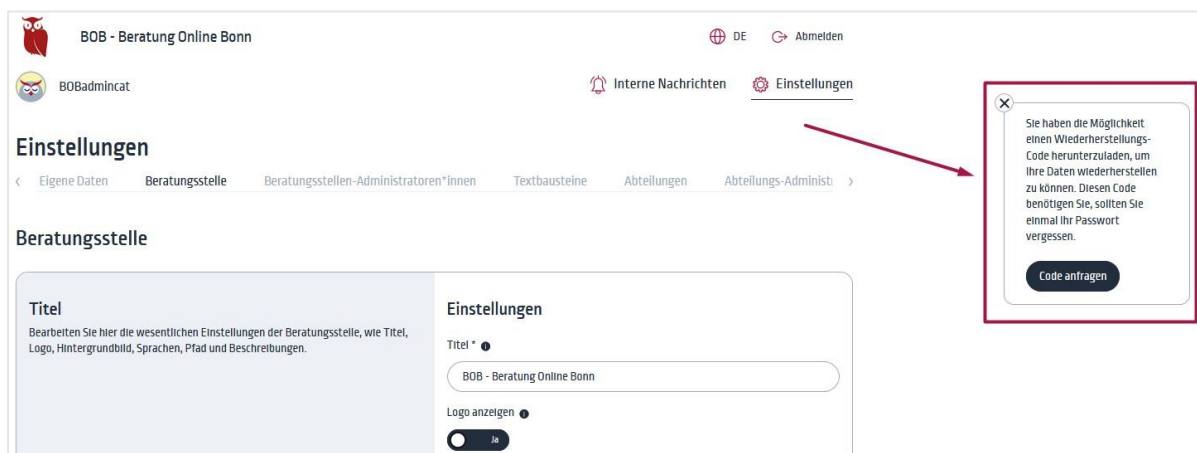 BOB - Beratung Online Bonn
DE
Abmelden
BOBadmincat
Interne Nachrichten
Einstellungen
Einstellungen
Eigene Daten
Beratungsstelle
Beratungsstellen-Administratoren*innen
Textbausteine
Abteilungen
Abteilungs-Administr
Beratungsstelle
Titel
Bearbeiten Sie hier die wesentlichen Einstellungen der Beratungsstelle, wie Titel,
Logo, Hintergrundbild, Sprachen, Pfad und Beschreibungen.
Einstellungen
Titel *
BOB - Beratung Online Bonn
Logo anzeigen
Ja
Sie haben die Möglichkeit
einen Wiederherstellungs-
Code herunterzuladen, um
Ihre Daten wiederherstellen
zu können. Diesen Code
benötigen Sie, sollten Sie
einmal Ihr Passwort
vergessen.
Code anfragen